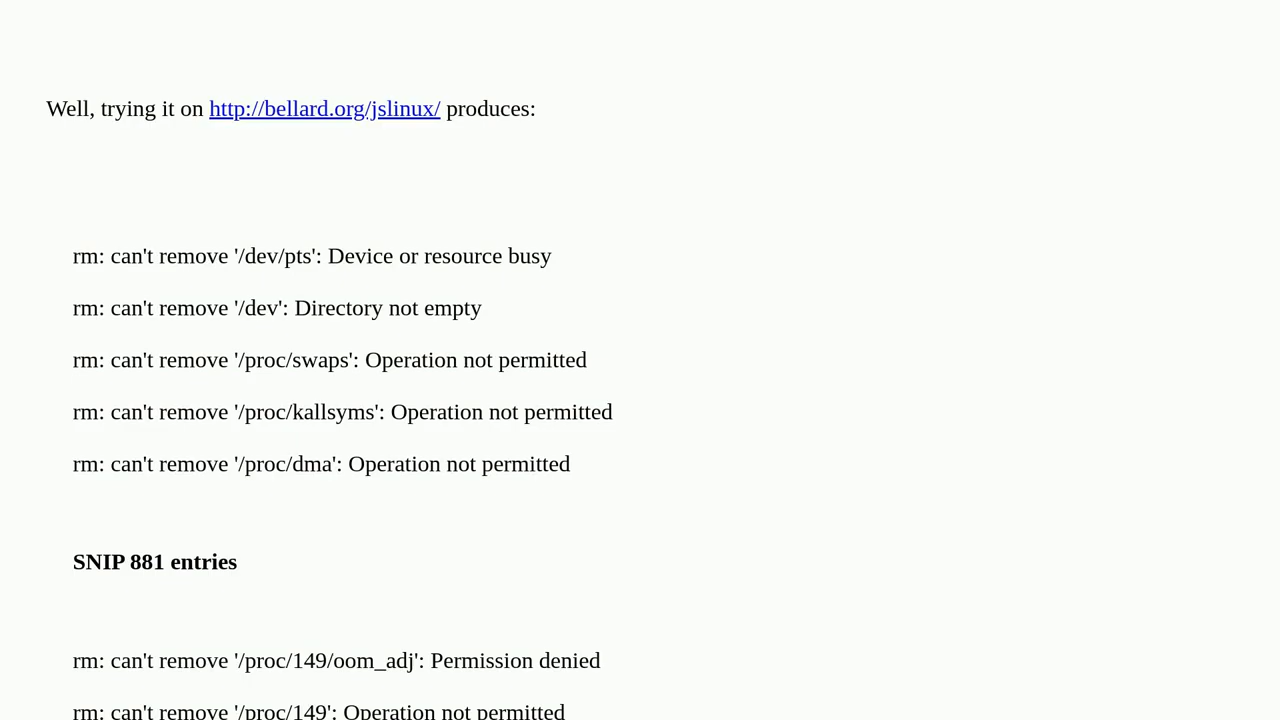 Well, trying it on http://bellard.org/jslinux/ produces:
rm: can't remove '/dev/pts': Device or resource busy
rm: can't remove '/dev': Directory not empty
rm: can't remove '/proc/swaps': Operation not permitted
rm: can't remove '/proc/kallsyms': Operation not permitted
rm: can't remove '/proc/dma': Operation not permitted
SNIP 881 entries
rm: can't remove '/proc/149/oom_adj': Permission denied
rm: can't remove '/proc/149': Operation not permitted